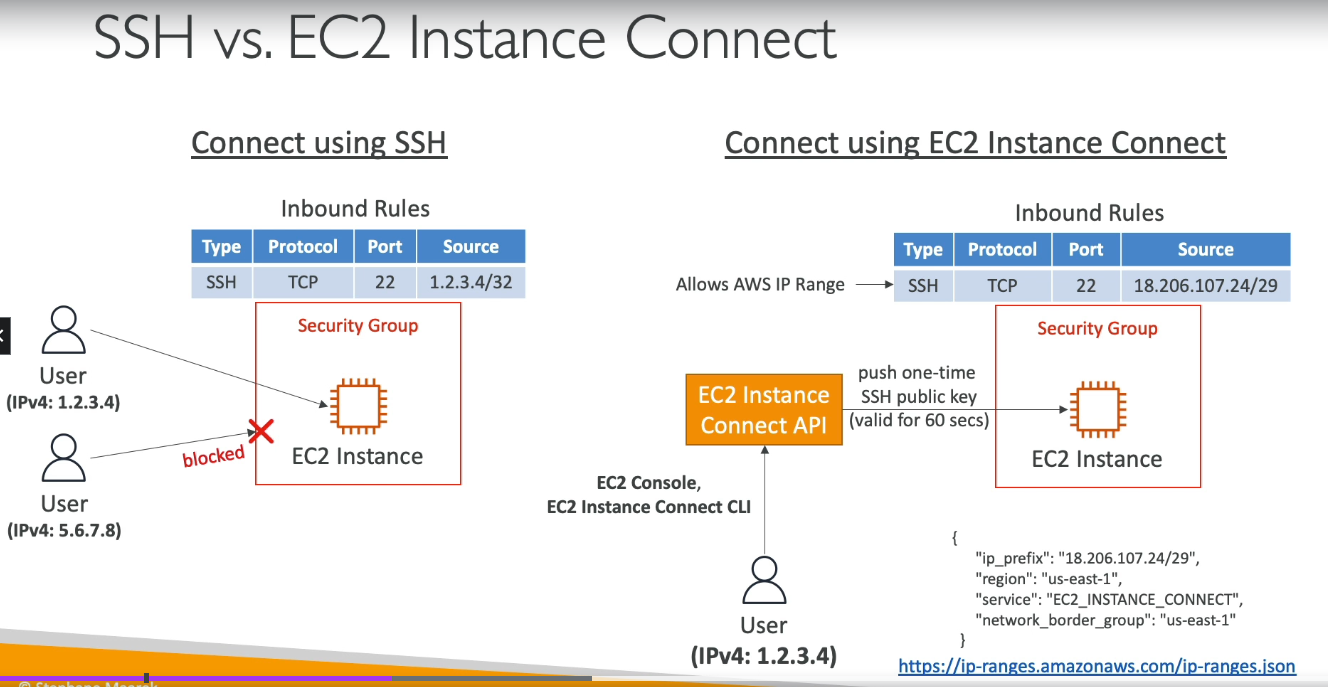 SSH vs. EC2 Instance Connect
Connect using SSH
Inbound Rules
Type Protocol Port Source
SSH TCP 22 1.2.3.4/32
Security Group
User
(IPv4: 1.2.3.4)
blocked
EC2 Instance
User
(IPv4: 5.6.7.8)
Connect using EC2 Instance Connect
Inbound Rules
Type Protocol Port Source
Allows AWS IP Range
SSH TCP 22 18.206.107.24/29
Security Group
EC2 Instance
Connect API
push one-time
SSH public key
(valid for 60 secs)
EC2 Instance
EC2 Console,
EC2 Instance Connect CLI
User
(IPv4: 1.2.3.4)
{
"ip_prefix": "18.206.107.24/29",
"region": "us-east-1",
"service": "EC2_INSTANCE_CONNECT",
"network_border_group": "us-east-1"
}
https://ip-ranges.amazonaws.com/ip-ranges.json